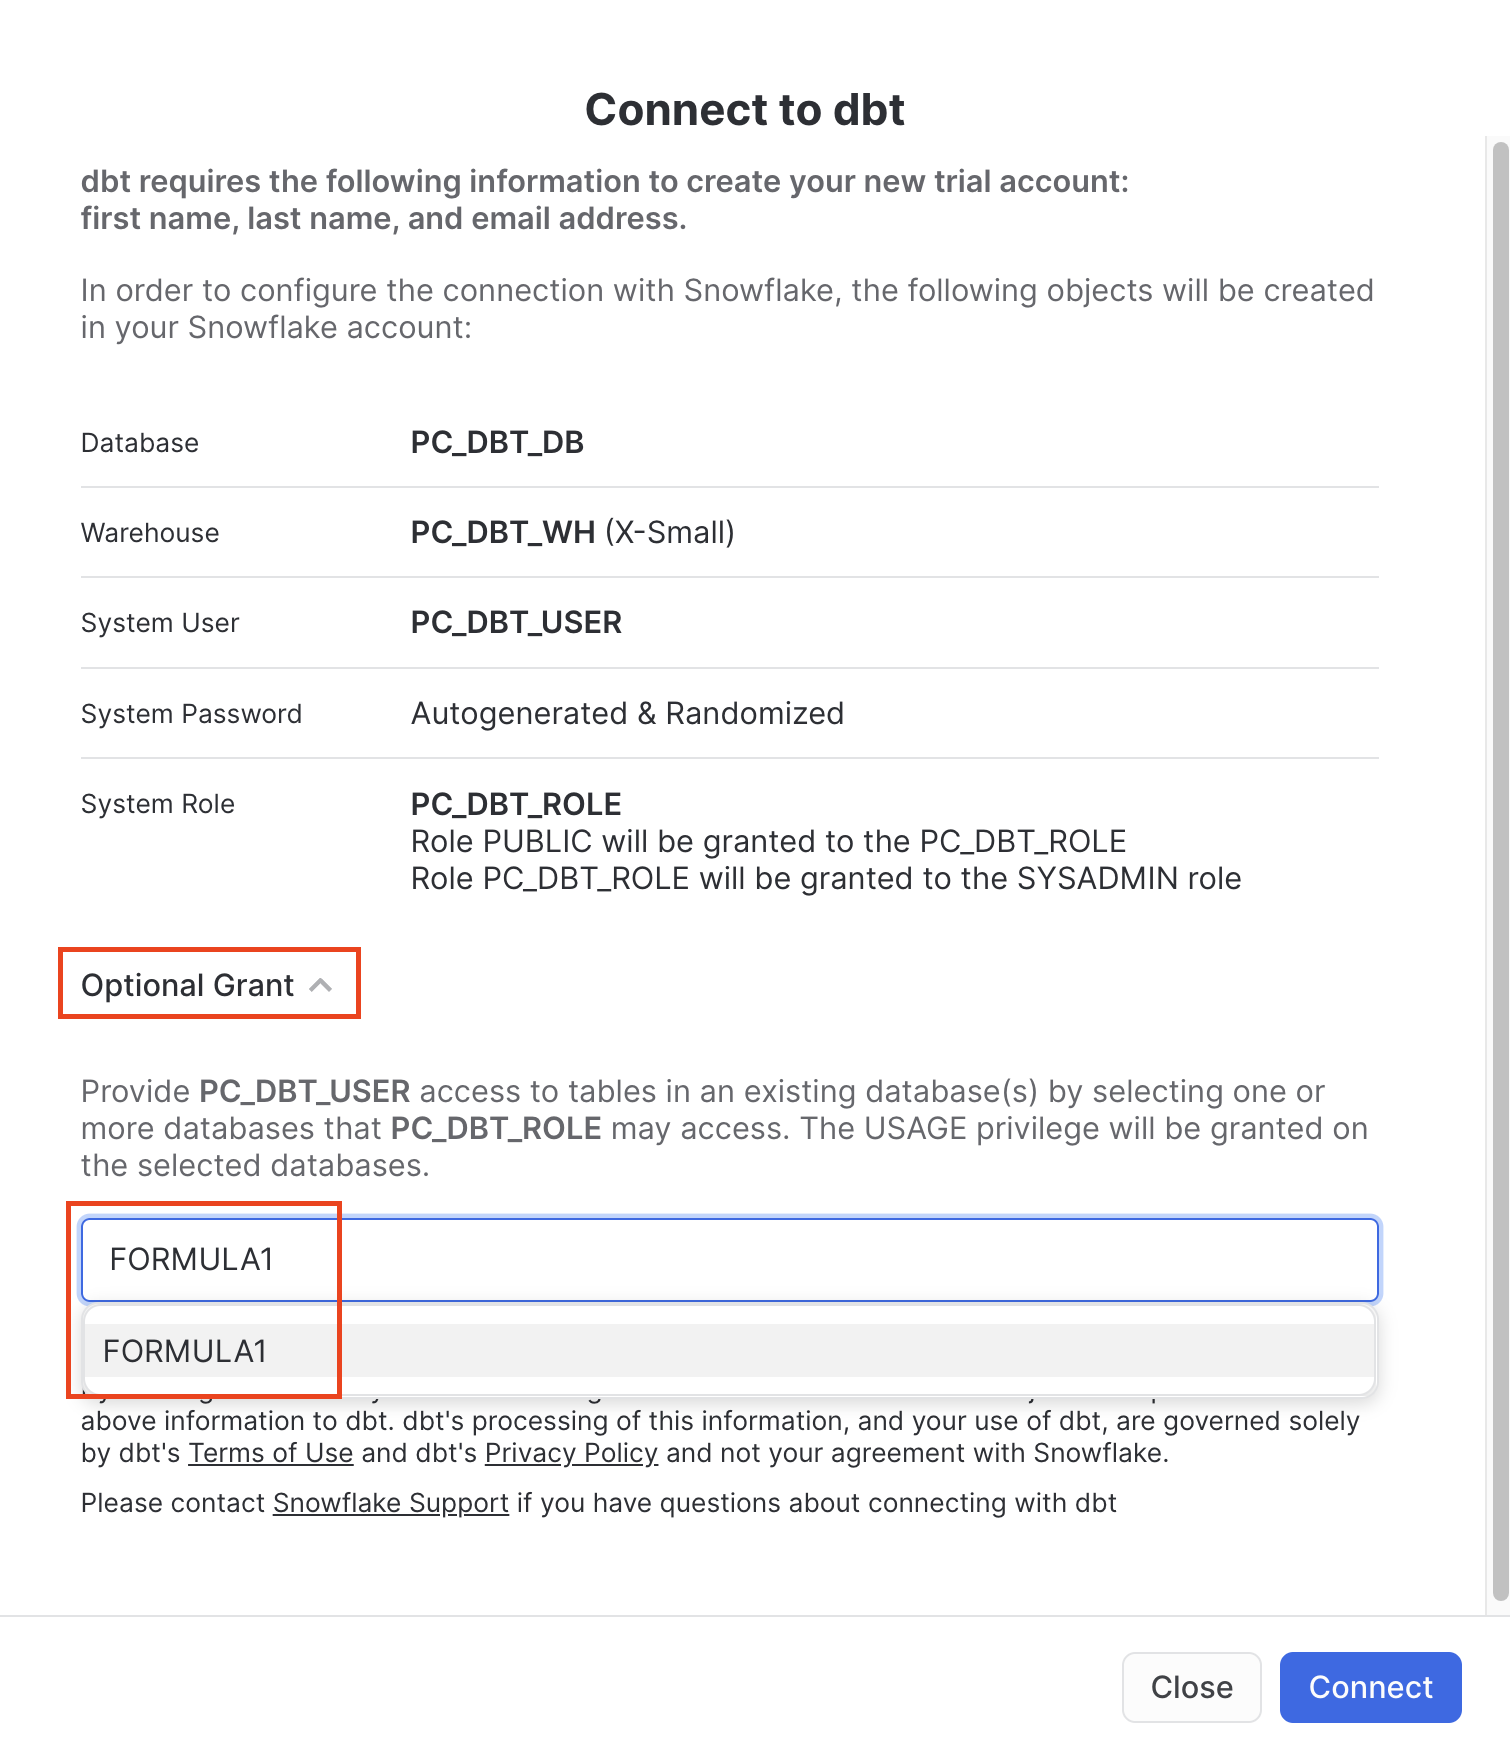 Connect to dbt
dbt requires the following information to create your new trial account:
first name, last name, and email address.
In order to configure the connection with Snowflake, the following objects will be created
in your Snowflake account:
Database PC_DBT_DB
Warehouse PC_DBT_WH (X-Small)
System User PC_DBT_USER
System Password Autogenerated & Randomized
System Role PC_DBT_ROLE
Role PUBLIC will be granted to the PC_DBT_ROLE
Role PC_DBT_ROLE will be granted to the SYSADMIN role
Optional Grant
Provide PC_DBT_USER access to tables in an existing database(s) by selecting one or
more databases that PC_DBT_ROLE may access. The USAGE privilege will be granted on
the selected databases.
FORMULA1
FORMULA1
above information to dbt. dbt's processing of this information, and your use of dbt, are governed solely
by dbt's Terms of Use and dbt's Privacy Policy and not your agreement with Snowflake.
Please contact Snowflake Support if you have questions about connecting with dbt
Close
Connect